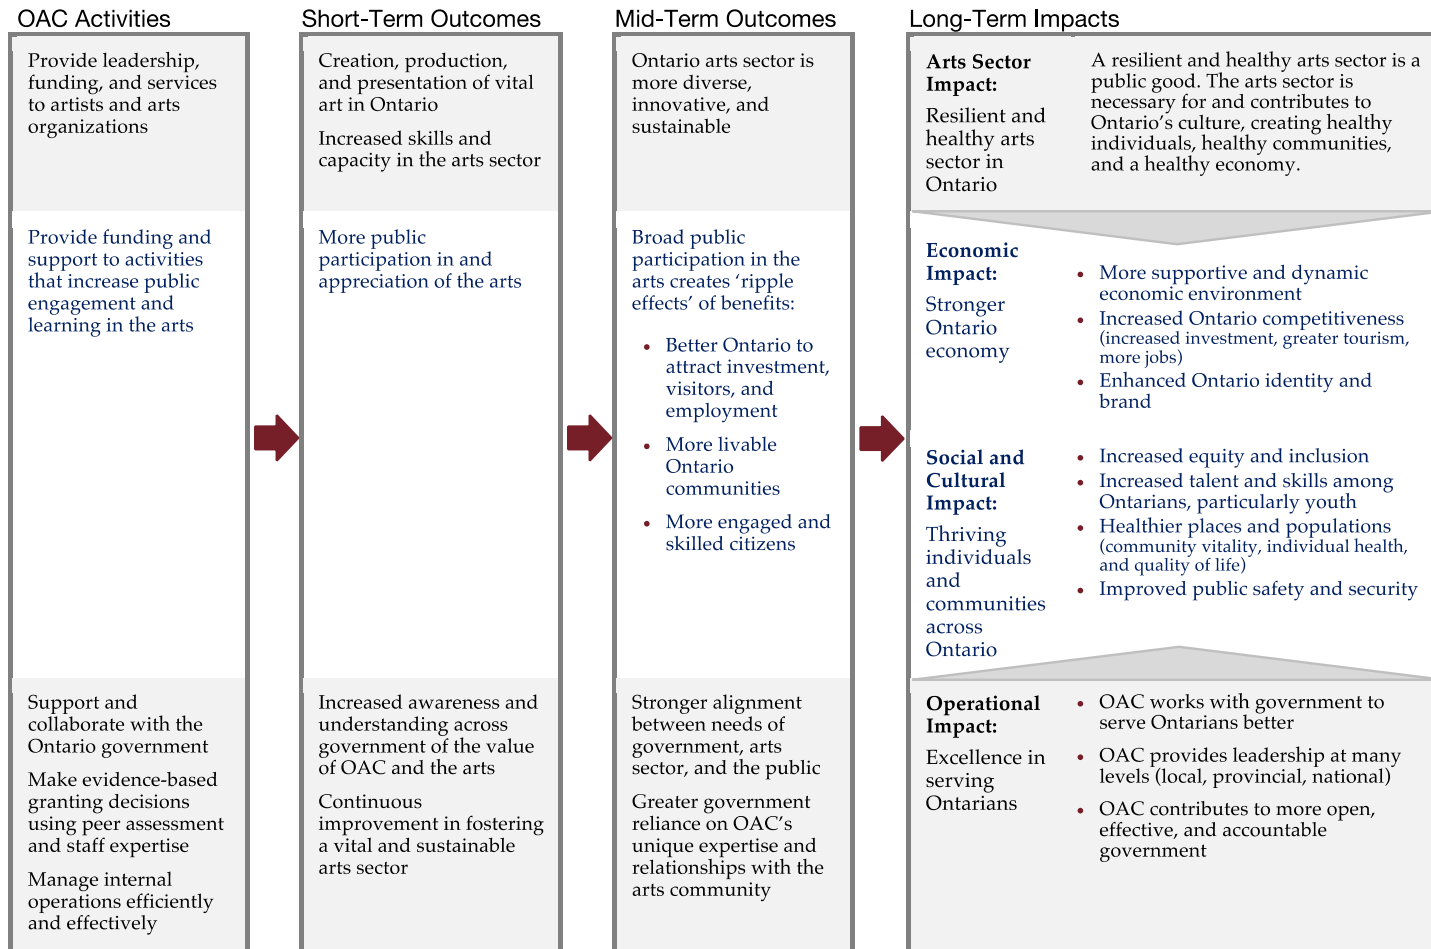 OAC Activities
Provide leadership,
funding, and services
to artists and arts
organizations
Provide funding and
support to activities
that increase public
engagement and
learning in the arts
Support and
collaborate with the
Ontario government
Make evidence-based
granting decisions
using peer assessment
and staff expertise
Manage internal
operations efficiently
and effectively
Short-Term Outcomes
Creation, production,
and presentation of vital
art in Ontario
Increased skills and
capacity in the arts sector
More public
participation in and
appreciation of the arts
Increased awareness and
understanding across
government of the value
of OAC and the arts
Continuous
improvement in fostering
a vital and sustainable
arts sector
Mid-Term Outcomes
Ontario arts sector is
more diverse,
innovative, and
sustainable
Broad public
participation in the
arts creates ‘ripple
effects’ of benefits:
• Better Ontario to
attract investment,
visitors, and
employment
• More livable
Ontario
communities
• More engaged and
skilled citizens
Stronger alignment
between needs of
government, arts
sector, and the public
Greater government
reliance on OAC’s
unique expertise and
relationships with the
arts community
Long-Term Impacts
Arts Sector
Impact:
Resilient and
healthy arts
sector in
Ontario
A resilient and healthy arts sector is a
public good. The arts sector is
necessary for and contributes to
Ontario’s culture, creating healthy
individuals, healthy communities,
and a healthy economy.
Economic
Impact:
Stronger
Ontario
economy
• More supportive and dynamic
economic environment
• Increased Ontario competitiveness
(increased investment, greater tourism,
more jobs)
• Enhanced Ontario identity and
brand
Social and
Cultural
Impact:
Thriving
individuals
and
communities
across
Ontario
• Increased equity and inclusion
• Increased talent and skills among
Ontarians, particularly youth
• Healthier places and populations
(community vitality, individual health,
and quality of life)
• Improved public safety and security
Operational
Impact:
Excellence in
serving
Ontarians
• OAC works with government to
serve Ontarians better
• OAC provides leadership at many
levels (local, provincial, national)
• OAC contributes to more open,
effective, and accountable
government